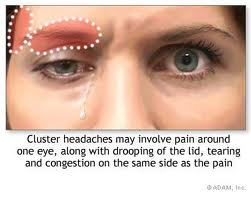 Cluster headaches may involve pain around
one eye, along with drooping of the lid, tearing
and congestion on the same side as the pain
©ADAM, Inc.